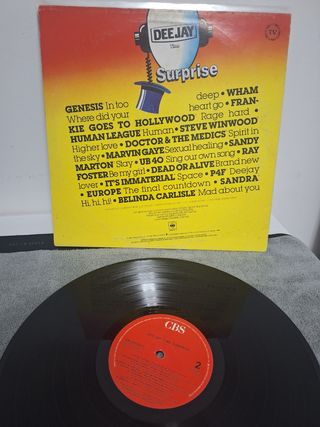 DEEJAY
Time
TV
Surprise
GENESIS In too deep • WHAM
Where did your heart go • FRAN-
KIE GOES TO HOLLYWOOD Rage hard •
HUMAN LEAGUE Human • STEVE WINWOOD
Higher love • DOCTOR & THE MEDICS Spirit in
the sky • MARVIN GAYE Sexual healing • SANDY
MARTON Stay • UB 40 Sing our own song • RAY
FOSTER Be my girl • DEAD OR ALIVE Brand new
lover • IT'S IMMATERIAL Space • P4F Deejay
• EUROPE The final countdown • SANDRA
Hi, hi, hi! • BELINDA CARLISLE Mad about you
CBS
2